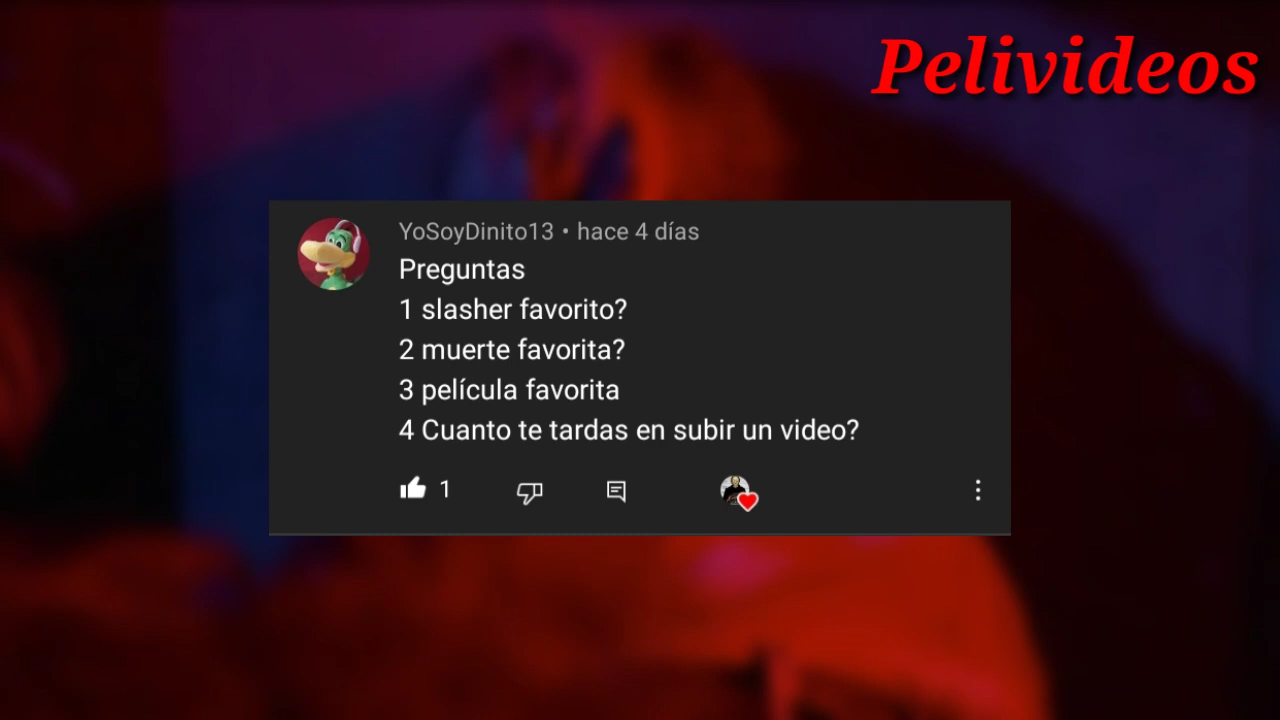 Pelivideos
YoSoyDinito13 • hace 4 días
Preguntas
1 slasher favorito?
2 muerte favorita?
3 película favorita
4 Cuanto te tardas en subir un video?
1